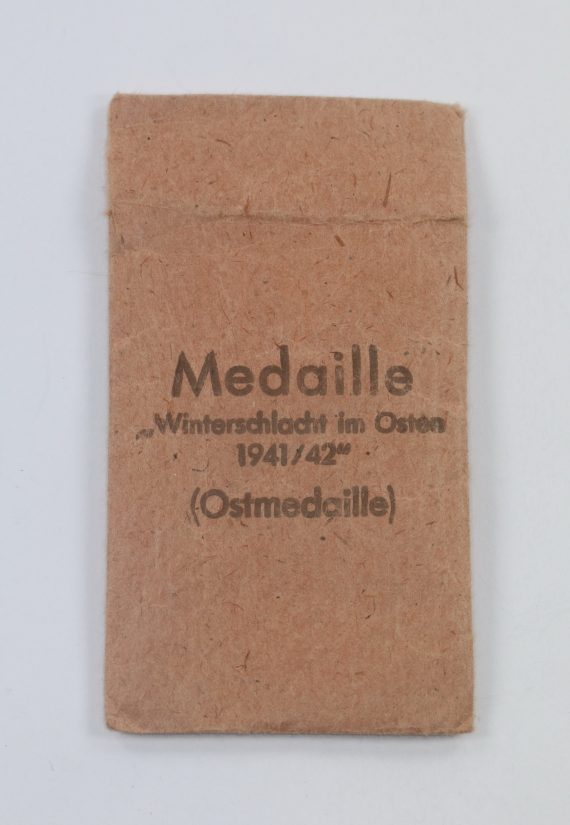 Medaille
„Winterschlacht im Osten
1941/42“
(Ostmedaille)